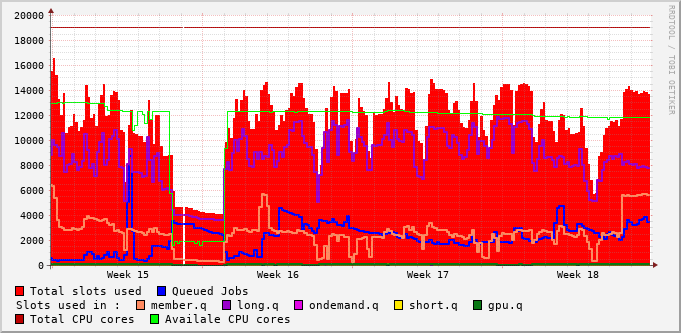 20000
18000
16000
14000
12000
10000
8000
6000
4000
2000
0
Week 15 Week 16 Week 17 Week 18
Total slots used Queued Jobs
Slots used in : member.q long.q ondemand.q short.q gpu.q
Total CPU cores Availale CPU cores
RRDTOOL / TOBI OETIKER